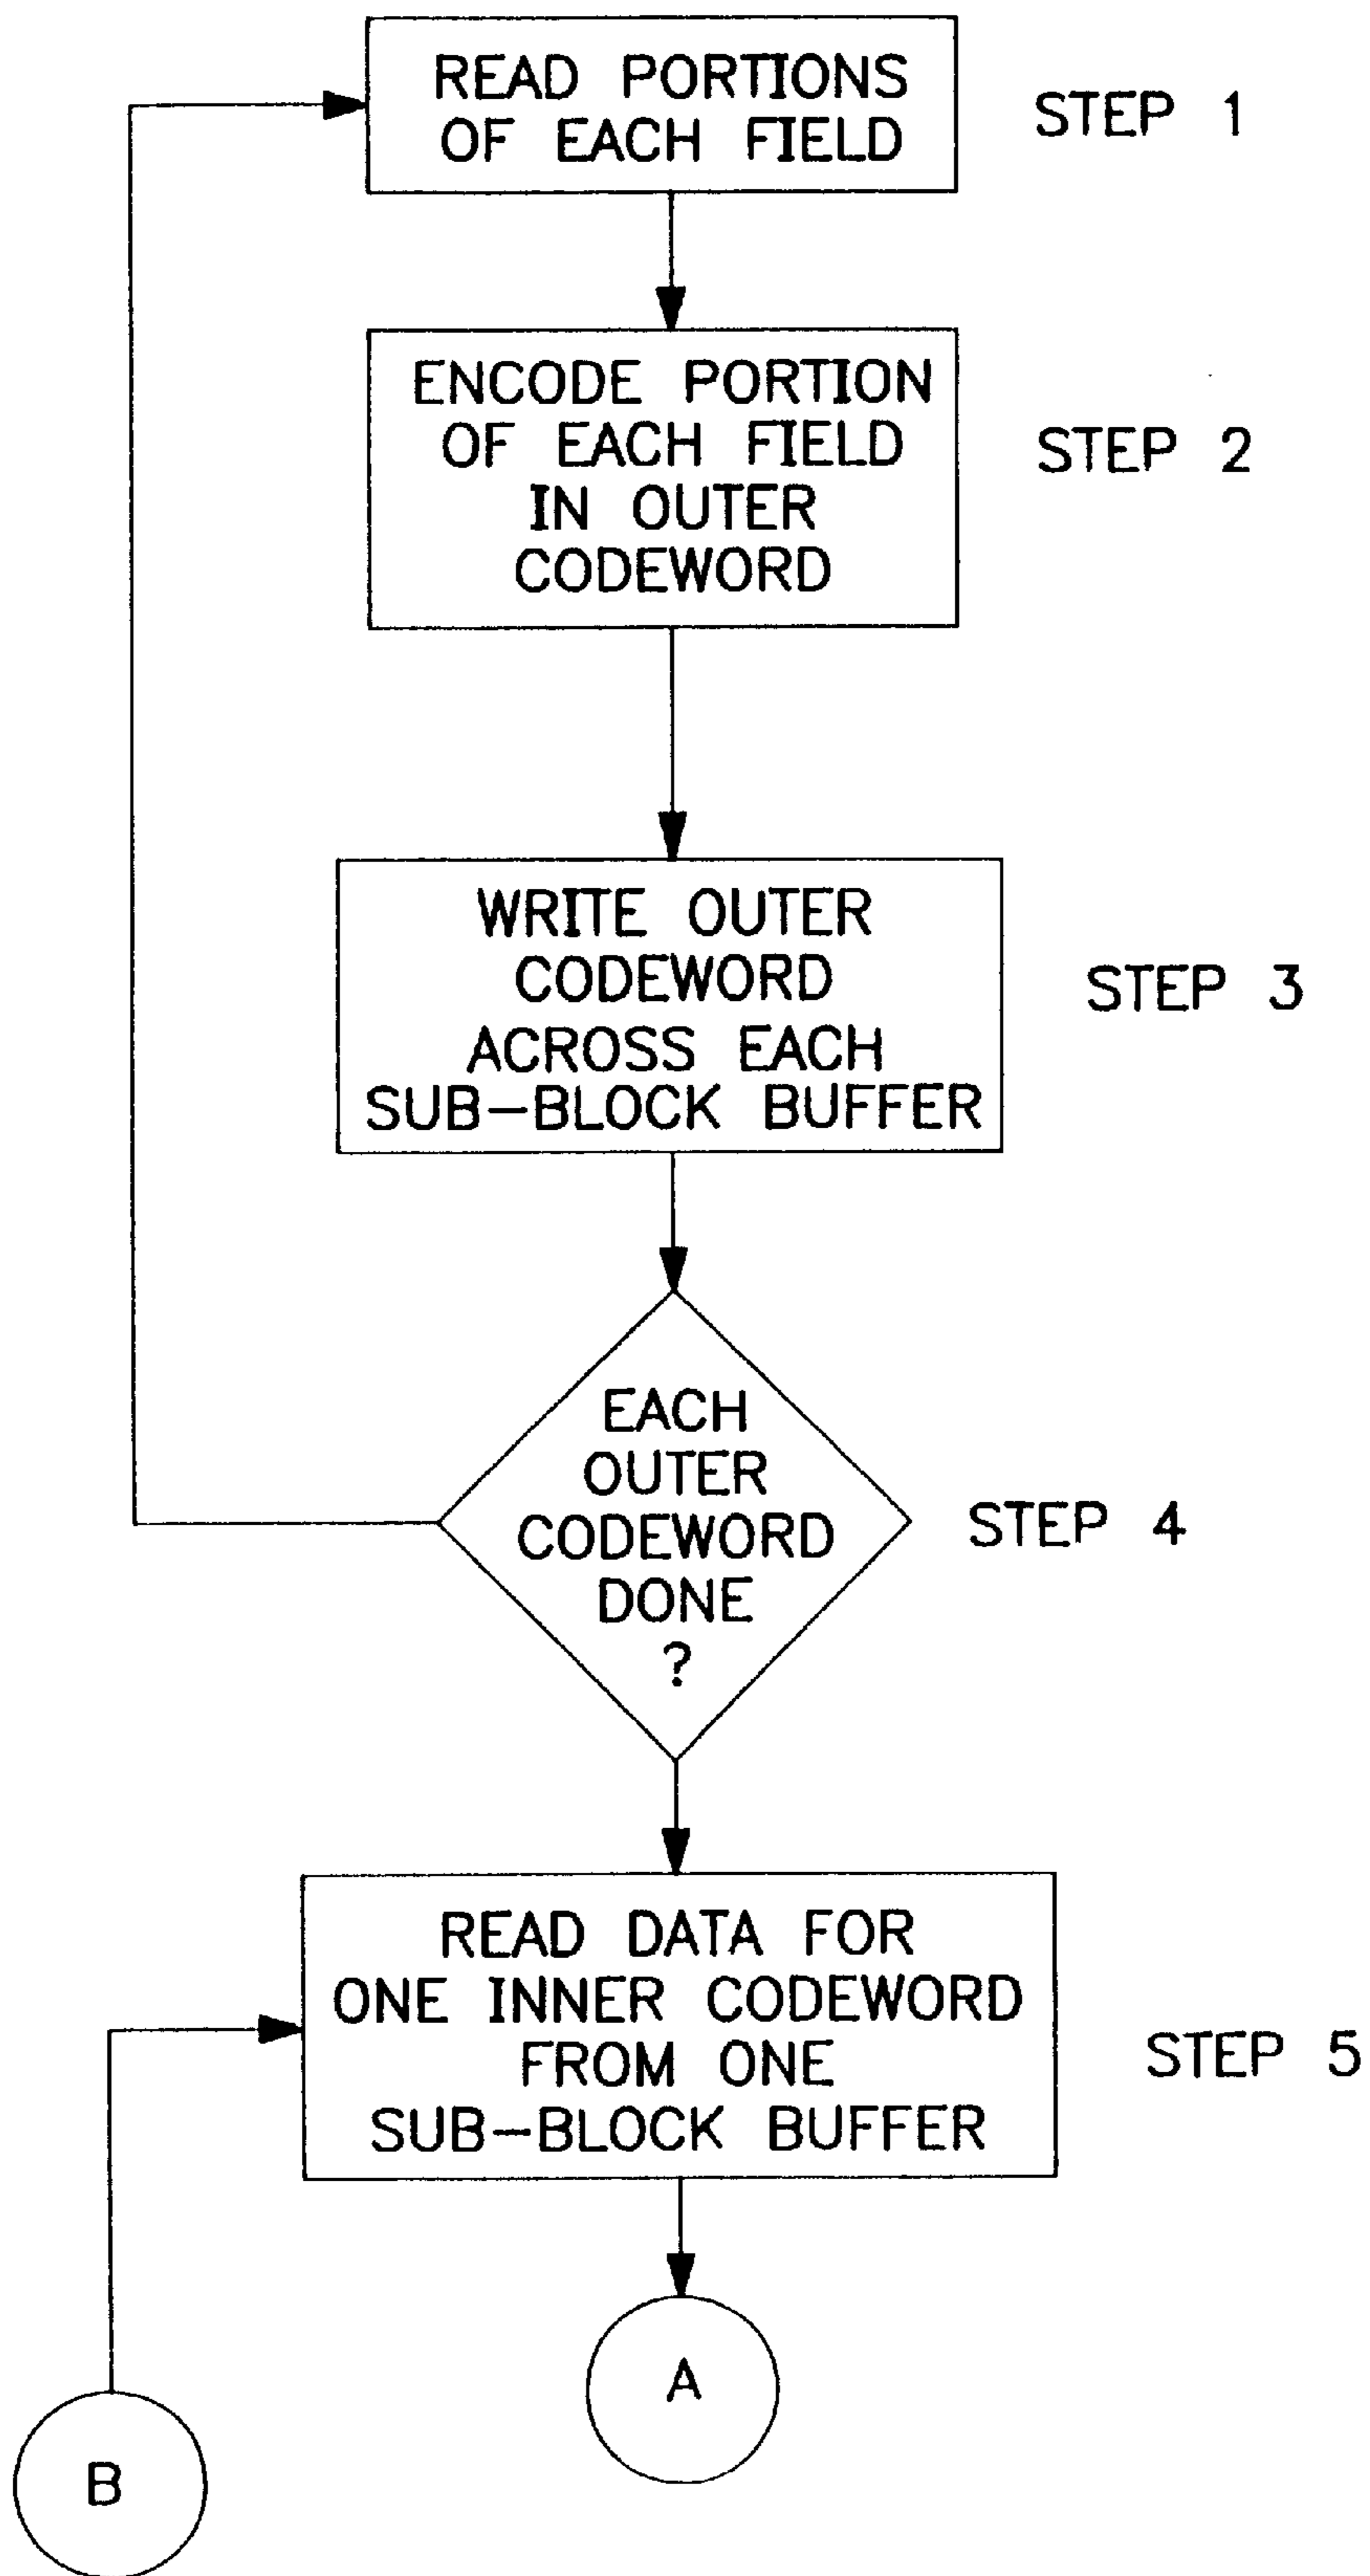 READ PORTIONS
OF EACH FIELD
STEP 1
ENCODE PORTION
OF EACH FIELD
IN OUTER
CODEWORD
STEP 2
WRITE OUTER
CODEWORD
ACROSS EACH
SUB-BLOCK BUFFER
STEP 3
EACH
OUTER
CODEWORD
DONE
?
STEP 4
READ DATA FOR
ONE INNER CODEWORD
FROM ONE
SUB-BLOCK BUFFER
STEP 5
A
B